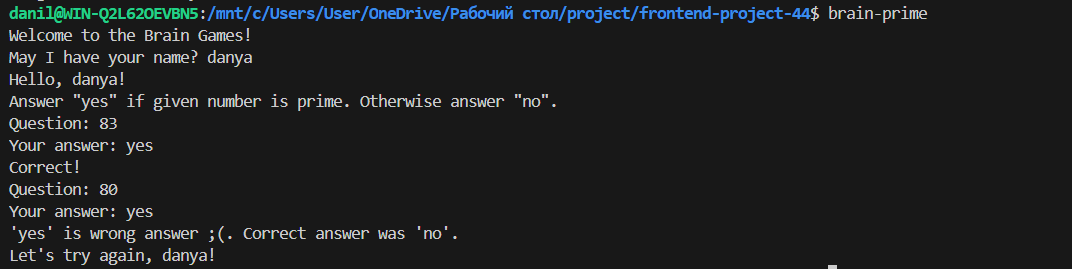 danil@WIN-Q2L62OEVBN5:/mnt/c/Users/User/OneDrive/Рабочий стол/project/frontend-project-44$ brain-prime
Welcome to the Brain Games!
May I have your name? danya
Hello, danya!
Answer "yes" if given number is prime. Otherwise answer "no".
Question: 83
Your answer: yes
Correct!
Question: 80
Your answer: yes
'yes' is wrong answer ;(. Correct answer was 'no'.
Let's try again, danya!